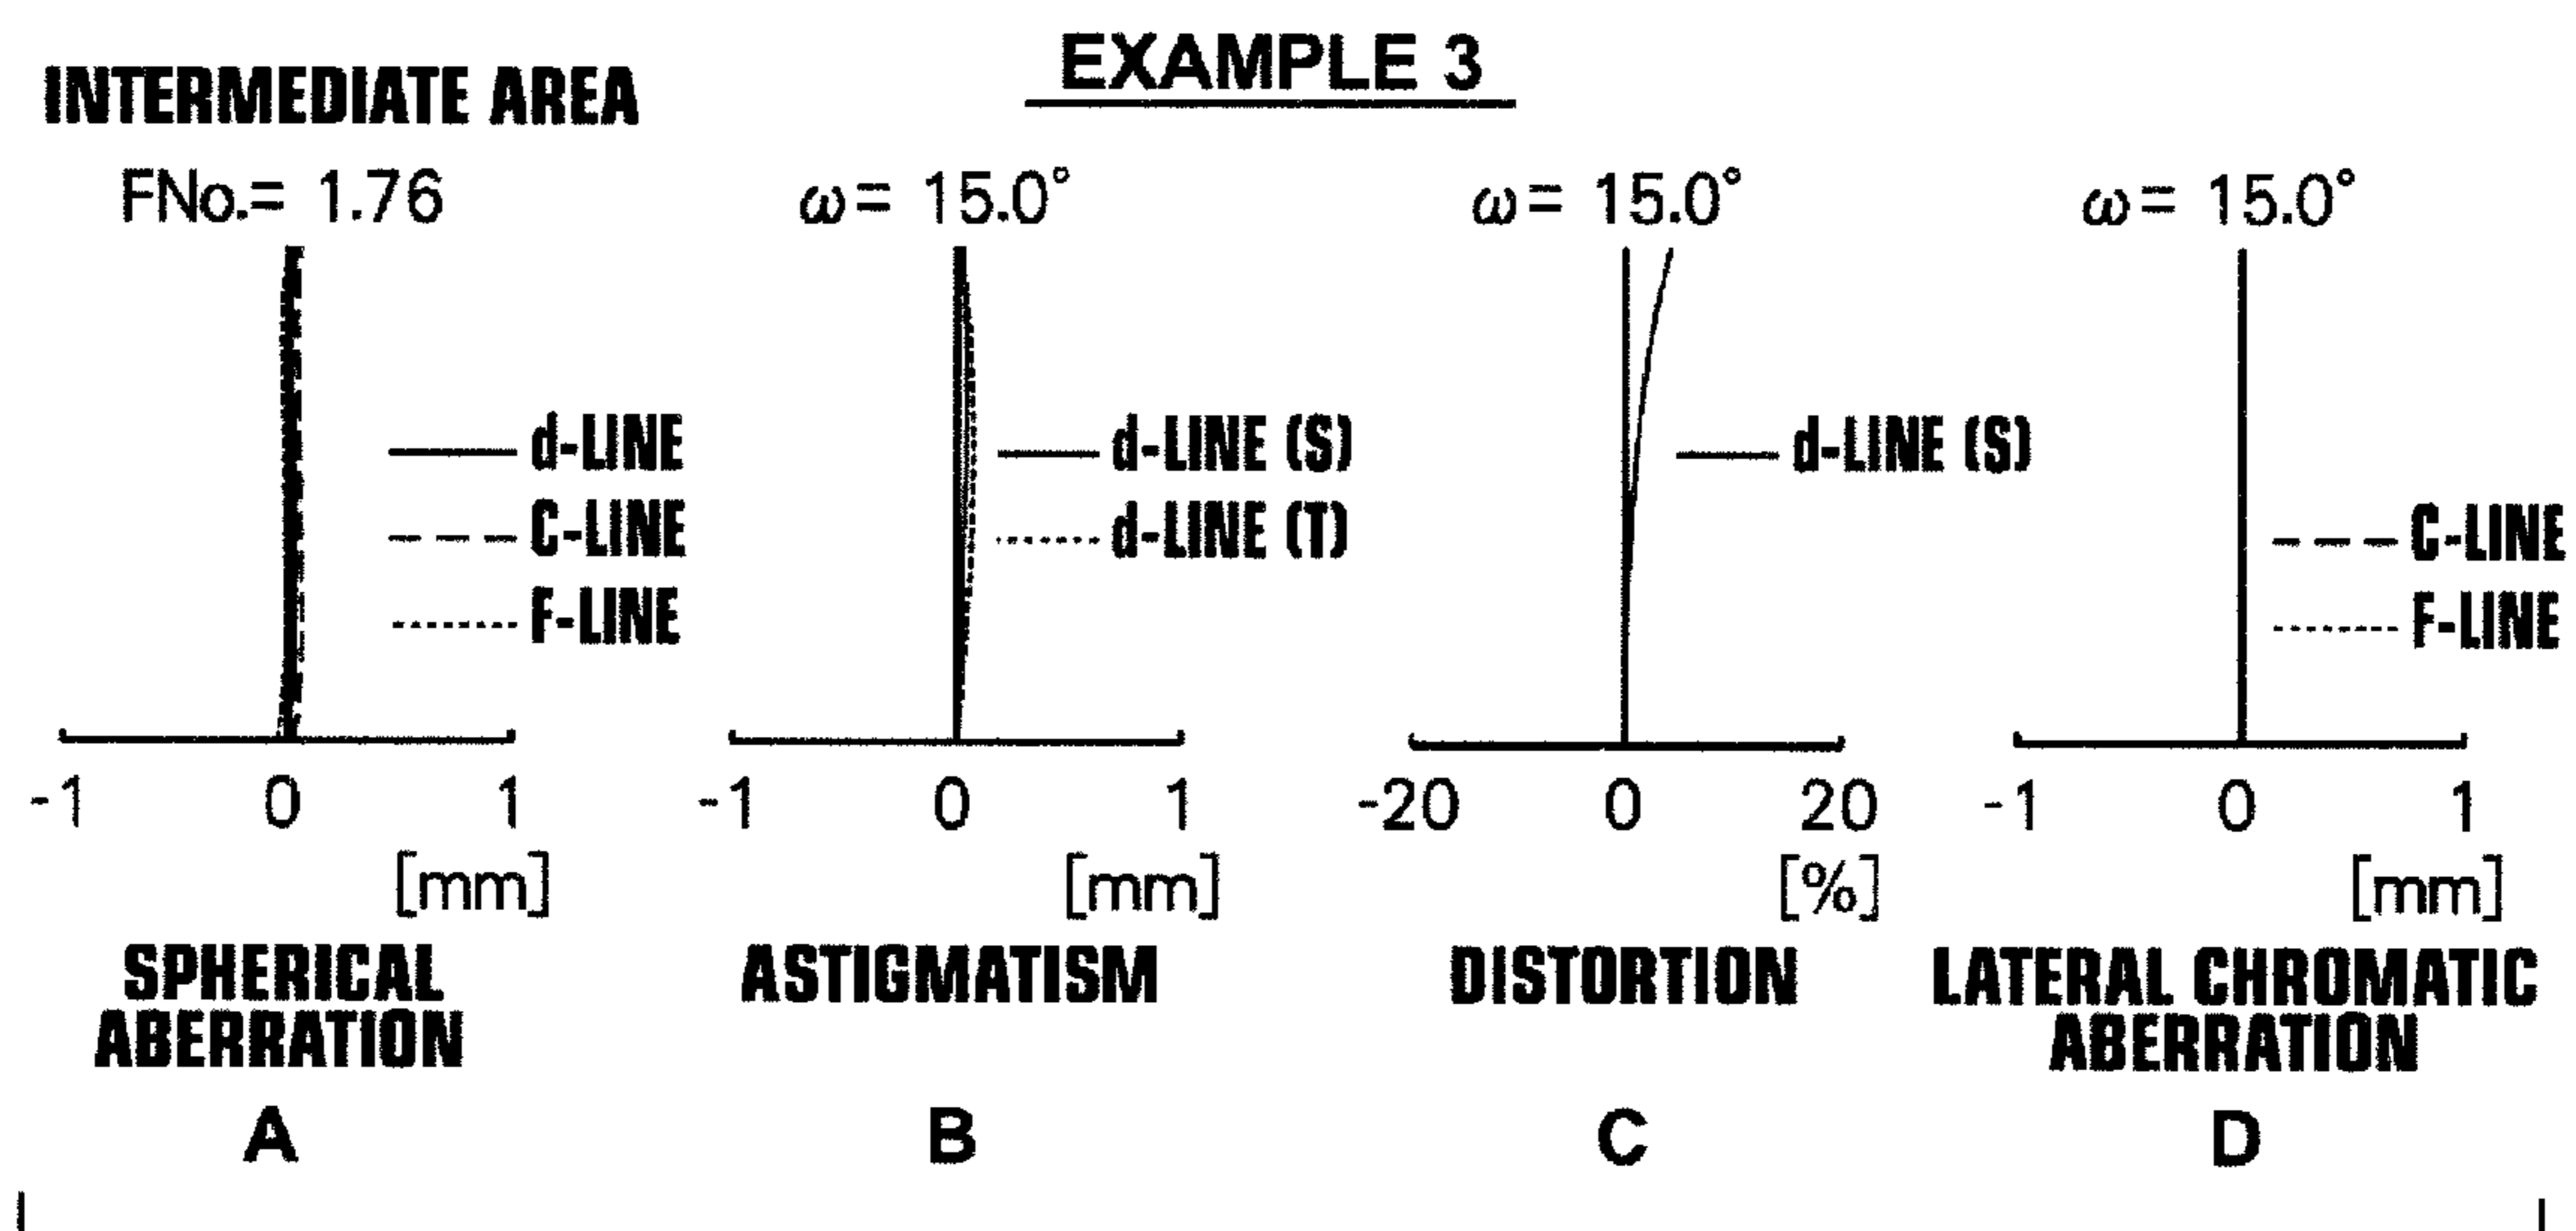 EXAMPLE 3
INTERMEDIATE AREA
FNo.= 1.76
d-LINE
C-LINE
F-LINE
-1 0 1
[mm]
SPHERICAL
ABERRATION
A
ω= 15.0°
d-LINE (S)
d-LINE (T)
-1 0 1
[mm]
ASTIGMATISM
B
ω= 15.0°
d-LINE (S)
-20 0 20
[%]
DISTORTION
C
ω= 15.0°
C-LINE
F-LINE
-1 0 1
[mm]
LATERAL CHROMATIC
ABERRATION
D